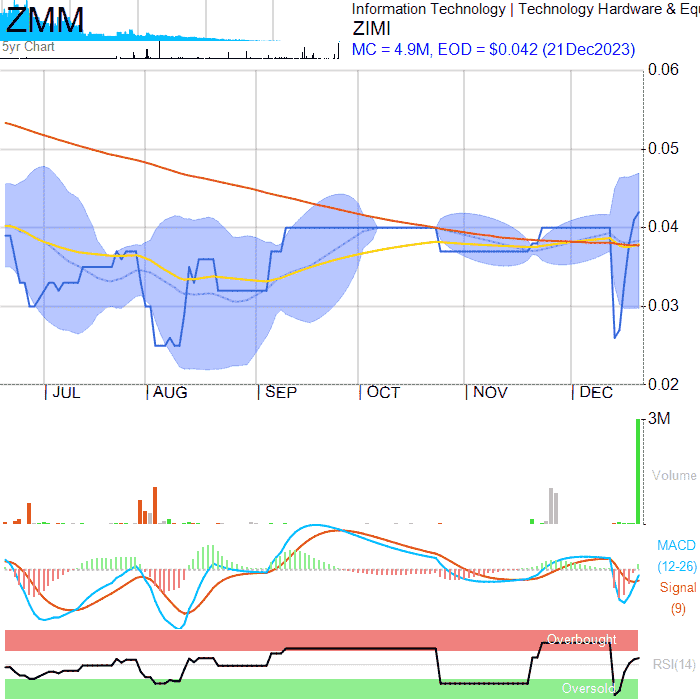 ZMM
5yr Chart
Information Technology | Technology Hardware & Equ
ZIMI
MC = 4.9M, EOD = $0.042 (21Dec2023)
0.06
0.05
0.04
0.03
0.02
JUL AUG SEP OCT NOV DEC
3M
Volume
MACD
(12-26)
Signal
(9)
Overbought
RSI(14)
Oversold